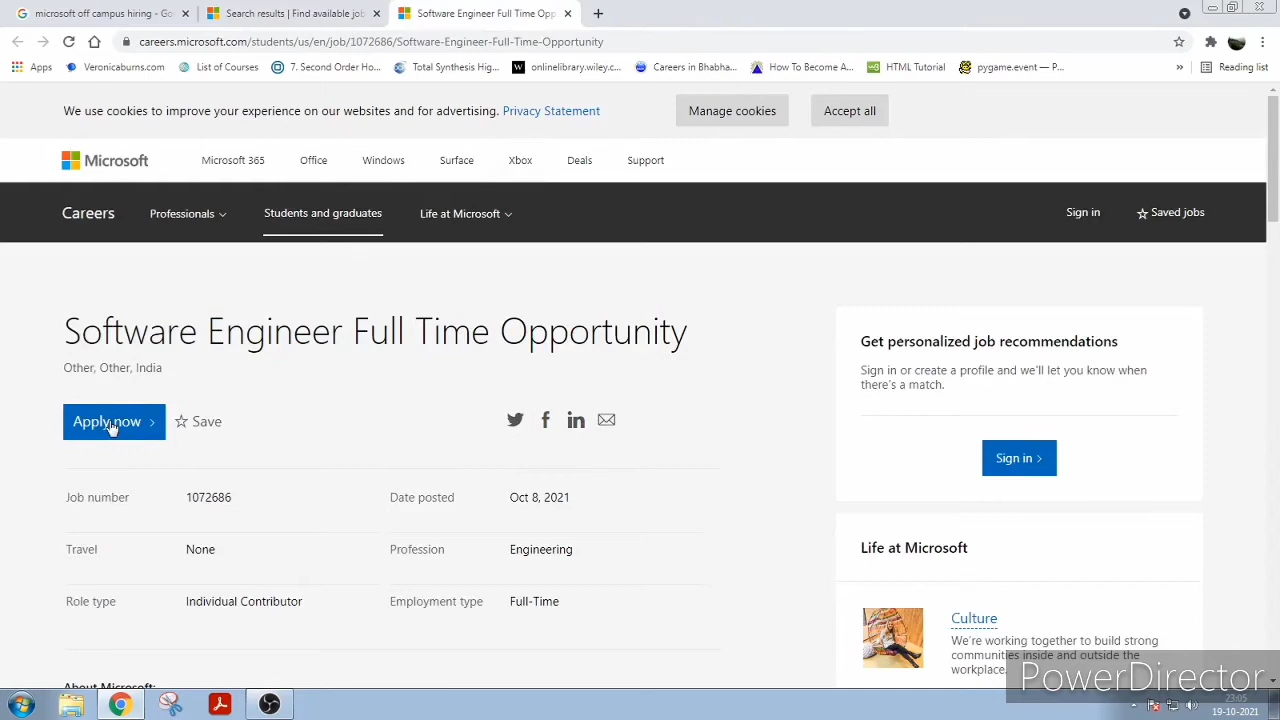 microsoft off campus hiring - Go
Search results | Find available job
Software Engineer Full Time Opp
careers.microsoft.com/students/us/en/job/1072686/Software-Engineer-Full-Time-Opportunity
Apps
Veronicaburns.com
List of Courses
7. Second Order Ho...
Total Synthesis Hig...
onlinelibrary.wiley.c...
Careers in Bhabha...
How To Become A...
HTML Tutorial
pygame.event — P...
»
Reading list
We use cookies to improve your experience on our websites and for advertising. Privacy Statement
Manage cookies
Accept all
Microsoft
Microsoft 365
Office
Windows
Surface
Xbox
Deals
Support
Careers
Professionals
Students and graduates
Life at Microsoft
Sign in
Saved jobs
Software Engineer Full Time Opportunity
Other, Other, India
Apply now
Save
Job number 1072686
Date posted Oct 8, 2021
Travel None
Profession Engineering
Role type Individual Contributor
Employment type Full-Time
About Microsoft:
Get personalized job recommendations
Sign in or create a profile and we'll let you know when
there's a match.
Sign in
Life at Microsoft
Culture
We're working together to build strong
communities inside and outside the
workplace.
PowerDirector
23:05
19-10-2021